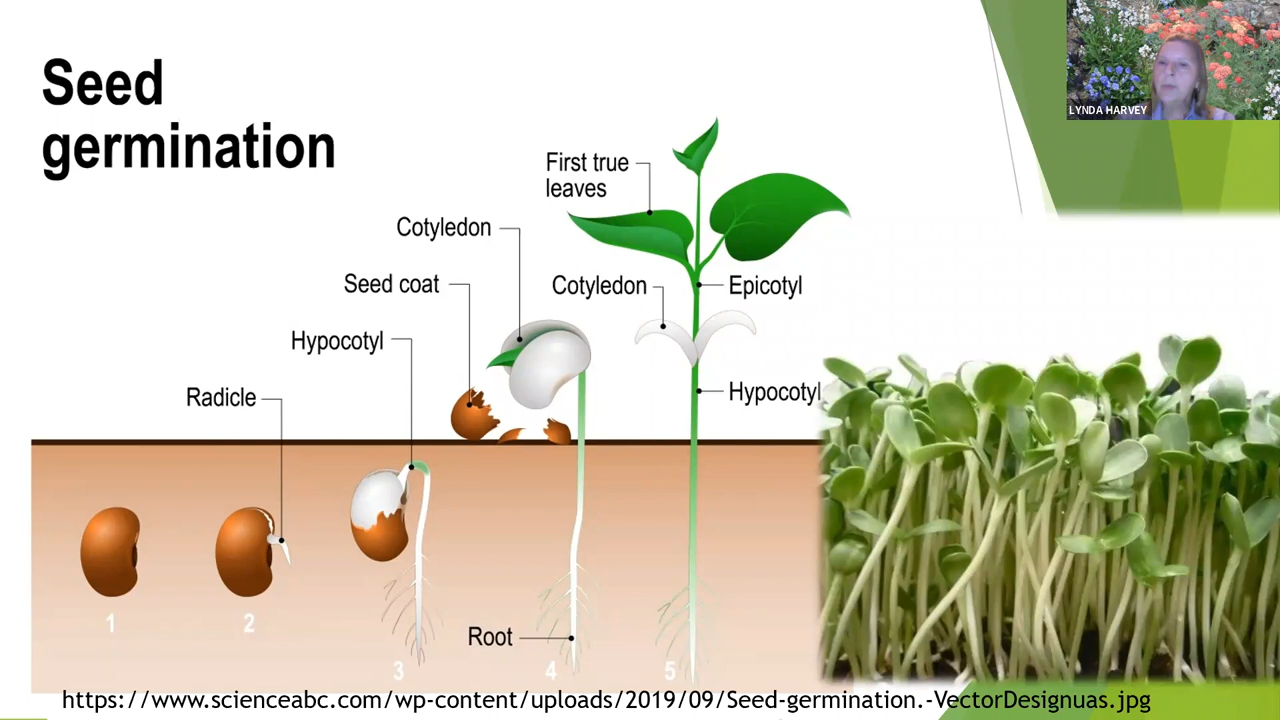 Seed
germination
LYNDA HARVEY
First true
leaves
Cotyledon
Seed coat
Cotyledon
Epicotyl
Hypocotyl
Hypocotyl
Radicle
1
2
3
Root
4
5
https://www.scienceabc.com/wp-content/uploads/2019/09/Seed-germination.-VectorDesignuas.jpg